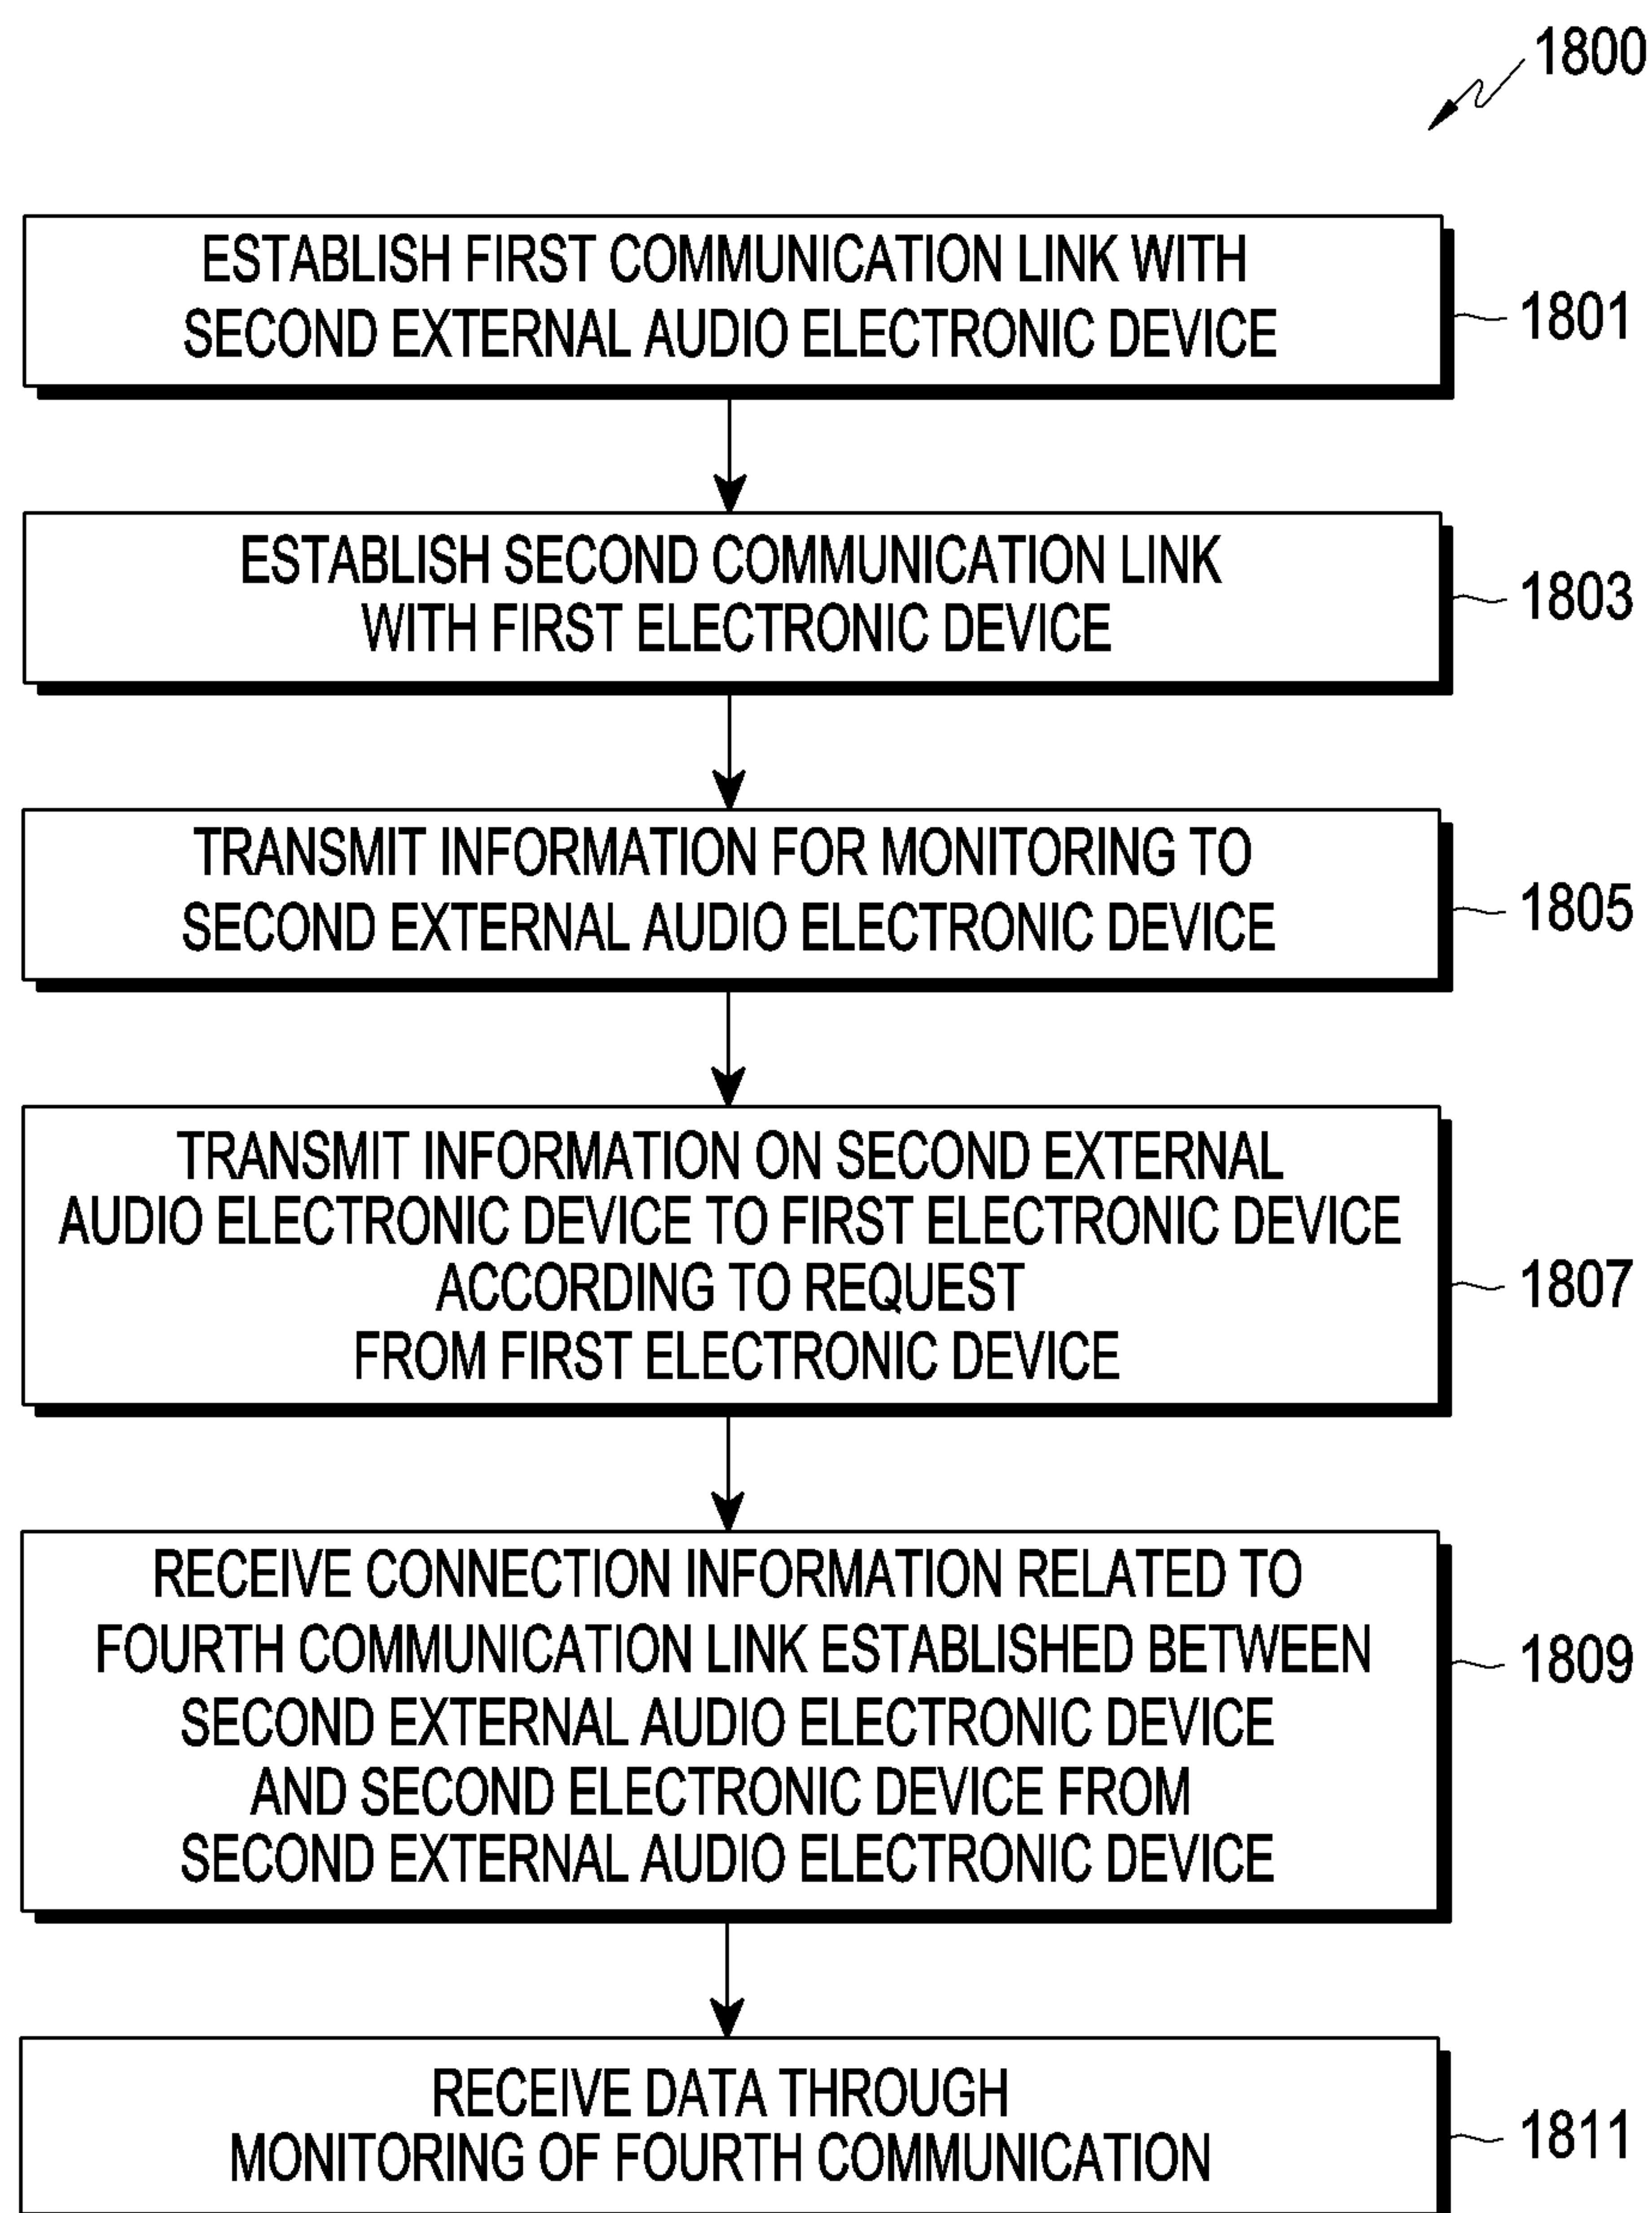 1800
ESTABLISH FIRST COMMUNICATION LINK WITH
SECOND EXTERNAL AUDIO ELECTRONIC DEVICE
1801
ESTABLISH SECOND COMMUNICATION LINK
WITH FIRST ELECTRONIC DEVICE
1803
TRANSMIT INFORMATION FOR MONITORING TO
SECOND EXTERNAL AUDIO ELECTRONIC DEVICE
1805
TRANSMIT INFORMATION ON SECOND EXTERNAL
AUDIO ELECTRONIC DEVICE TO FIRST ELECTRONIC DEVICE
ACCORDING TO REQUEST
FROM FIRST ELECTRONIC DEVICE
1807
RECEIVE CONNECTION INFORMATION RELATED TO
FOURTH COMMUNICATION LINK ESTABLISHED BETWEEN
SECOND EXTERNAL AUDIO ELECTRONIC DEVICE
AND SECOND ELECTRONIC DEVICE FROM
SECOND EXTERNAL AUDIO ELECTRONIC DEVICE
1809
RECEIVE DATA THROUGH
MONITORING OF FOURTH COMMUNICATION
1811